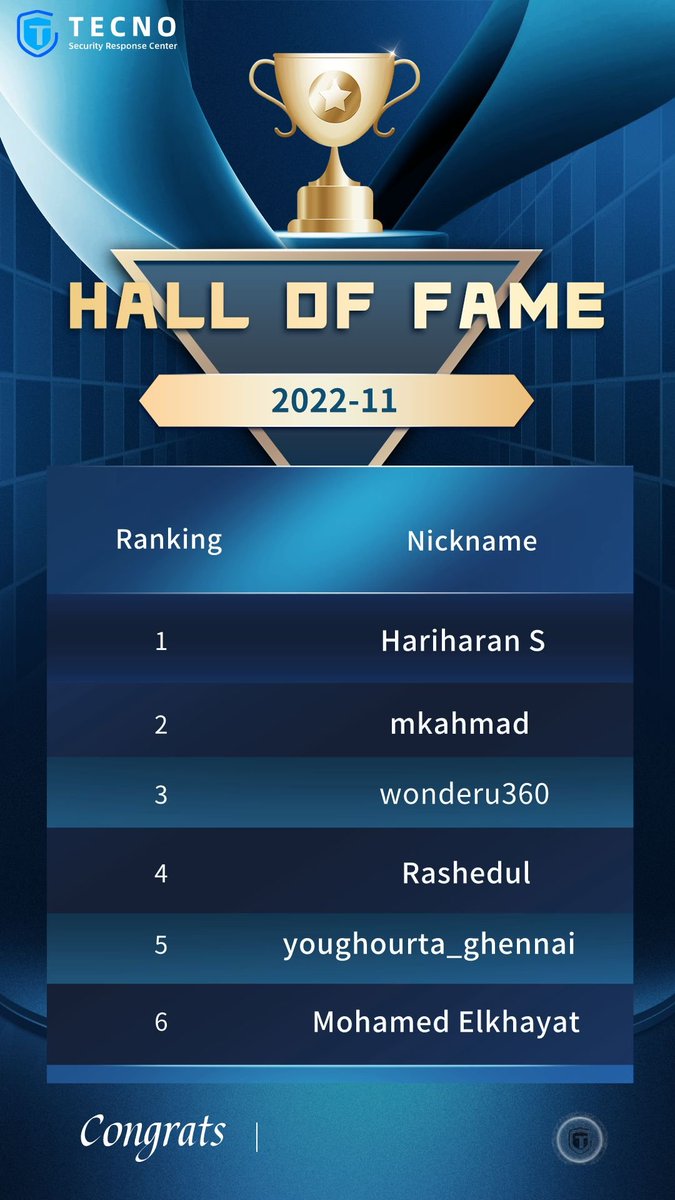 TECNO
Security Response Center
HALL OF FAME
2022-11
Ranking Nickname
1 Hariharan S
2 mkahmad
3 wonderu360
4 Rashedul
5 youghourta_ghennai
6 Mohamed Elkhayat
Congrats